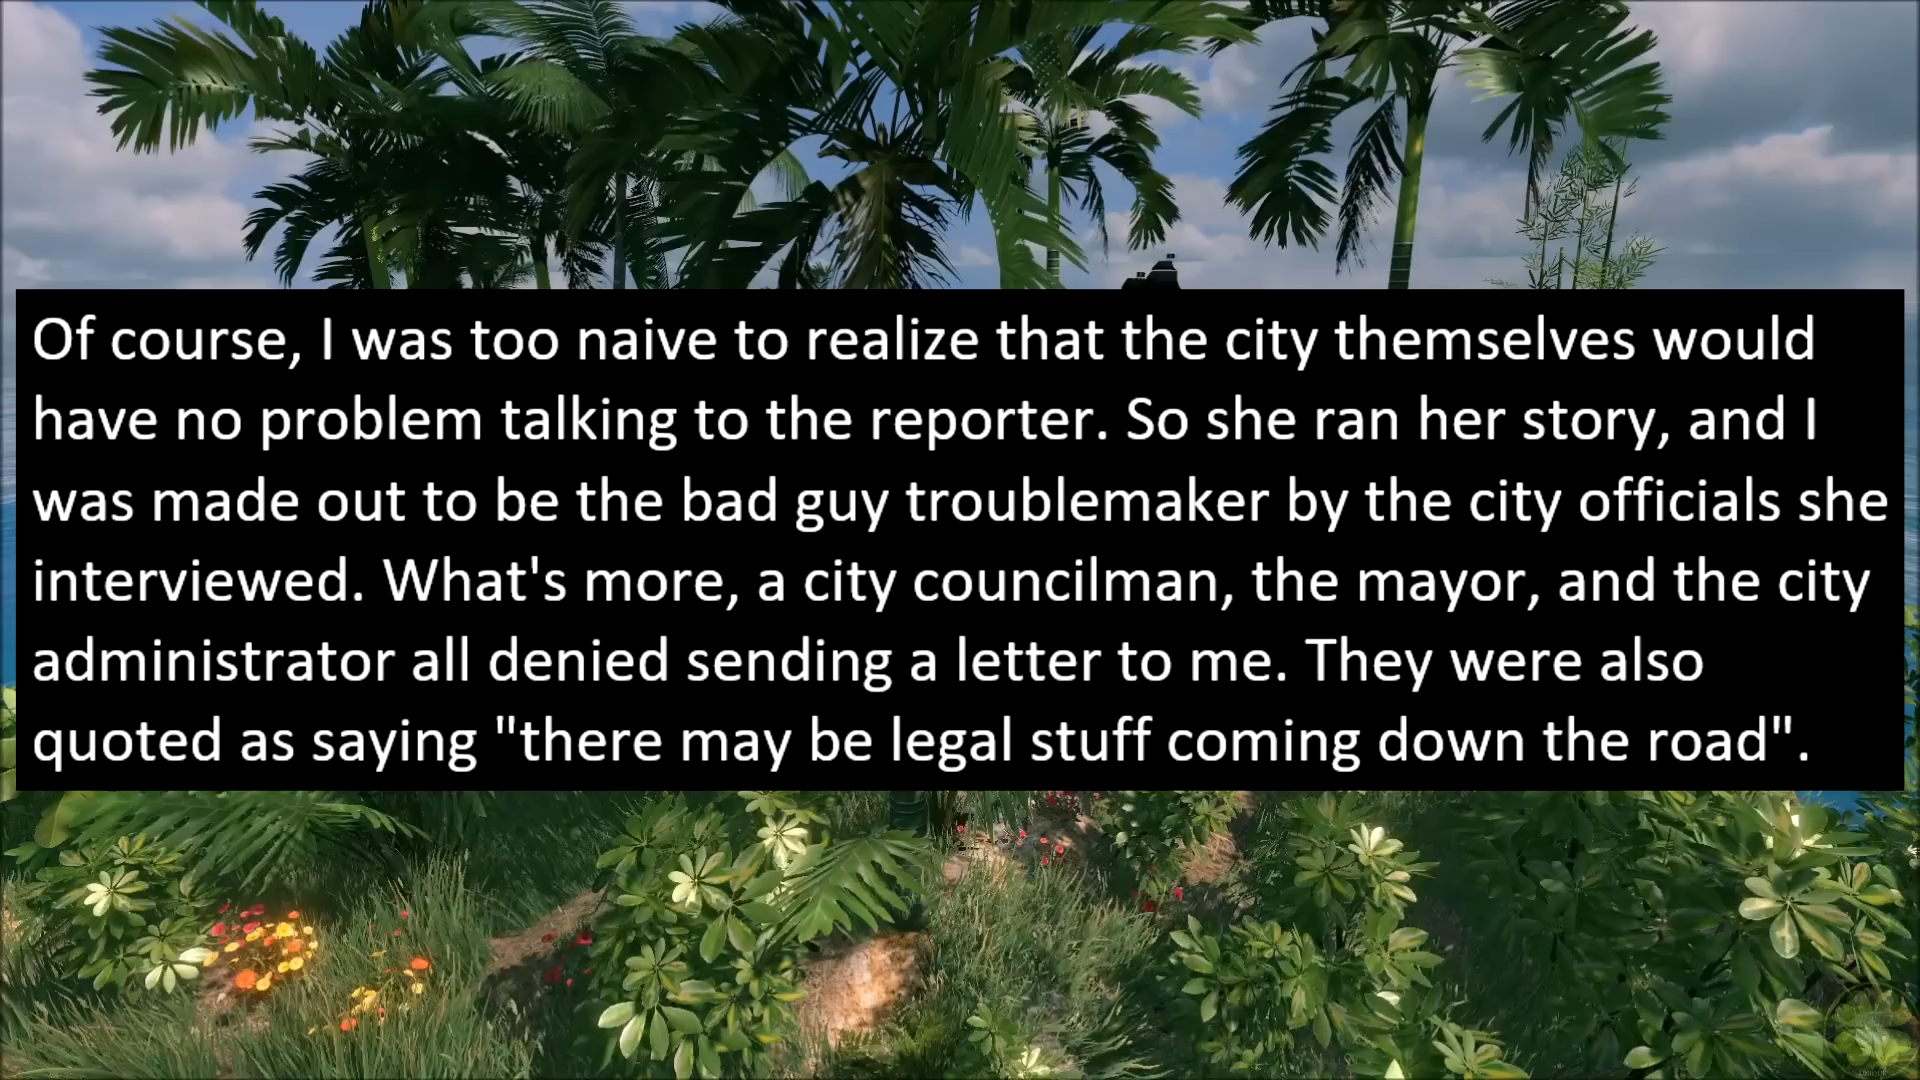 Of course, I was too naive to realize that the city themselves would
have no problem talking to the reporter. So she ran her story, and I
was made out to be the bad guy troublemaker by the city officials she
interviewed. What's more, a city councilman, the mayor, and the city
administrator all denied sending a letter to me. They were also
quoted as saying "there may be legal stuff coming down the road".